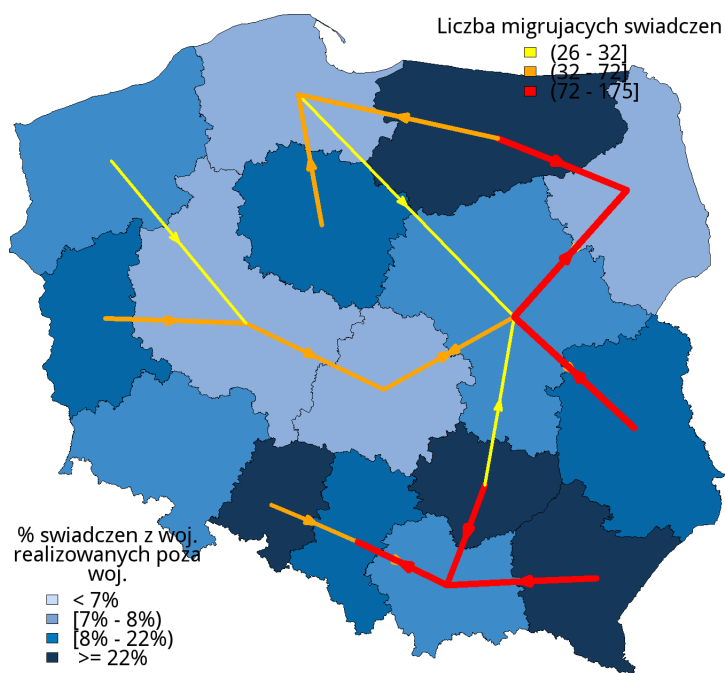 Liczba migrujacych swiadczen
(26 - 32]
(32 - 72]
(72 - 175]
% swiadczen z woj.
realizowanych poza
woj.
< 7%
[7% - 8%)
[8% - 22%)
>= 22%